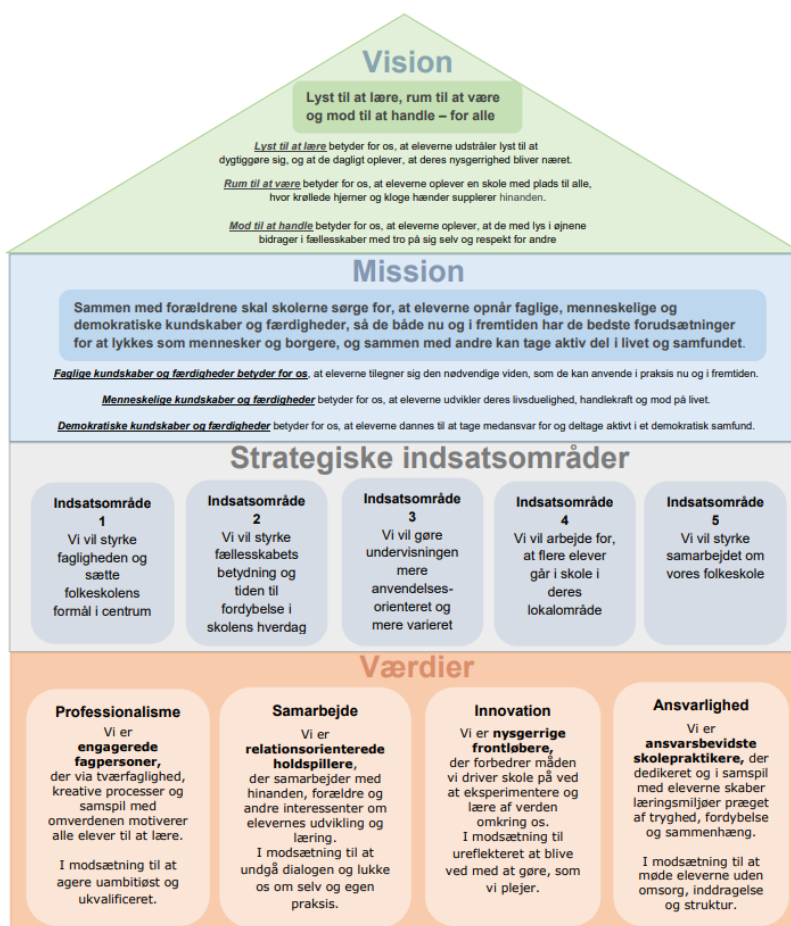 Vision
Lyst til at lære, rum til at være
og mod til at handle – for alle
Lyst til at lære betyder for os, at eleverne udstråler lyst til at
dygtiggøre sig, og at de dagligt oplever, at deres nysgerrighed bliver næret.
Rum til at være betyder for os, at eleverne oplever en skole med plads til alle,
hvor krøllede hjerner og kloge hænder supplerer hinanden.
Mod til at handle betyder for os, at eleverne oplever, at de med lys i øjnene
bidrager i fællesskaber med tro på sig selv og respekt for andre
Mission
Sammen med forældrene skal skolerne sørge for, at eleverne opnår faglige, menneskelige og
demokratiske kundskaber og færdigheder, så de både nu og i fremtiden har de bedste forudsætninger
for at lykkes som mennesker og borgere, og sammen med andre kan tage aktiv del i livet og samfundet.
Faglige kundskaber og færdigheder betyder for os, at eleverne tilegner sig den nødvendige viden, som de kan anvende i praksis nu og i fremtiden.
Menneskelige kundskaber og færdigheder betyder for os, at eleverne udvikler deres livsduelighed, handlekraft og mod på livet.
Demokratiske kundskaber og færdigheder betyder for os, at eleverne dannes til at tage medansvar for og deltage aktivt i et demokratisk samfund.
Strategiske indsatsområder
Indsatsområde
1
Vi vil styrke
fagligheden og
sætte
folkeskolens
formål i centrum
Indsatsområde
2
Vi vil styrke
fællesskabets
betydning og
tiden til
fordybelse i
skolens hverdag
Indsatsområde
3
Vi vil gøre
undervisningen
mere
anvendelses-
orienteret og
mere varieret
Indsatsområde
4
Vi vil arbejde for,
at flere elever
går i skole i
deres
lokalområde
Indsatsområde
5
Vi vil styrke
samarbejdet om
vores folkeskole
Værdier
Professionalisme
Vi er
engagerede
fagpersoner,
der via tværfaglighed,
kreative processer og
samspil med
omverdenen motiverer
alle elever til at lære.
I modsætning til at
agere uambitiøst og
ukvalificeret.
Samarbejde
Vi er
relationsorienterede
holdspillere,
der samarbejder med
hinanden, forældre og
andre interessenter om
elevernes udvikling og
læring.
I modsætning til at
undgå dialogen og lukke
os om selv og egen
praksis.
Innovation
Vi er nysgerrige
frontløbere,
der forbedrer måden
vi driver skole på ved
at eksperimentere og
lære af verden
omkring os.
I modsætning til
ureflekteret at blive
ved med at gøre, som
vi plejer.
Ansvarlighed
Vi er
ansvarsbevidste
skolepraktikere, der
dedikeret og i samspil
med eleverne skaber
læringsmiljøer præget
af tryghed, fordybelse
og sammenhæng.
I modsætning til at
møde eleverne uden
omsorg, inddragelse
og struktur.